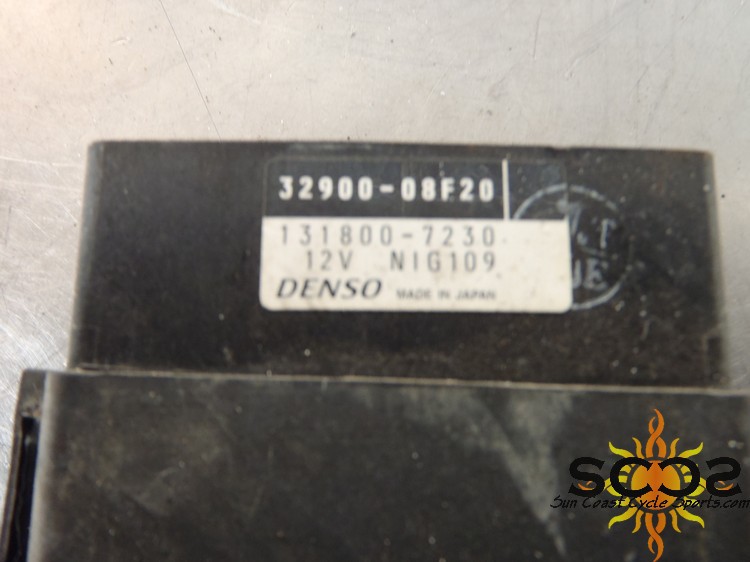 32900-08F20
131800-7230
12V NIG109
DENSO MADE IN JAPAN
SCCS
Sun Coast Cycle Sports.com